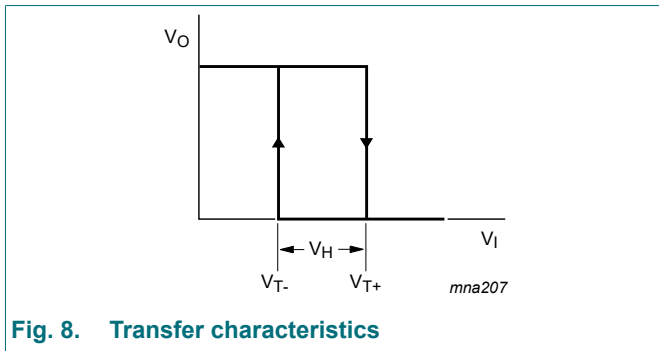 VO
VH
VI
VT-
VT+
mna207
Fig. 8. Transfer characteristics